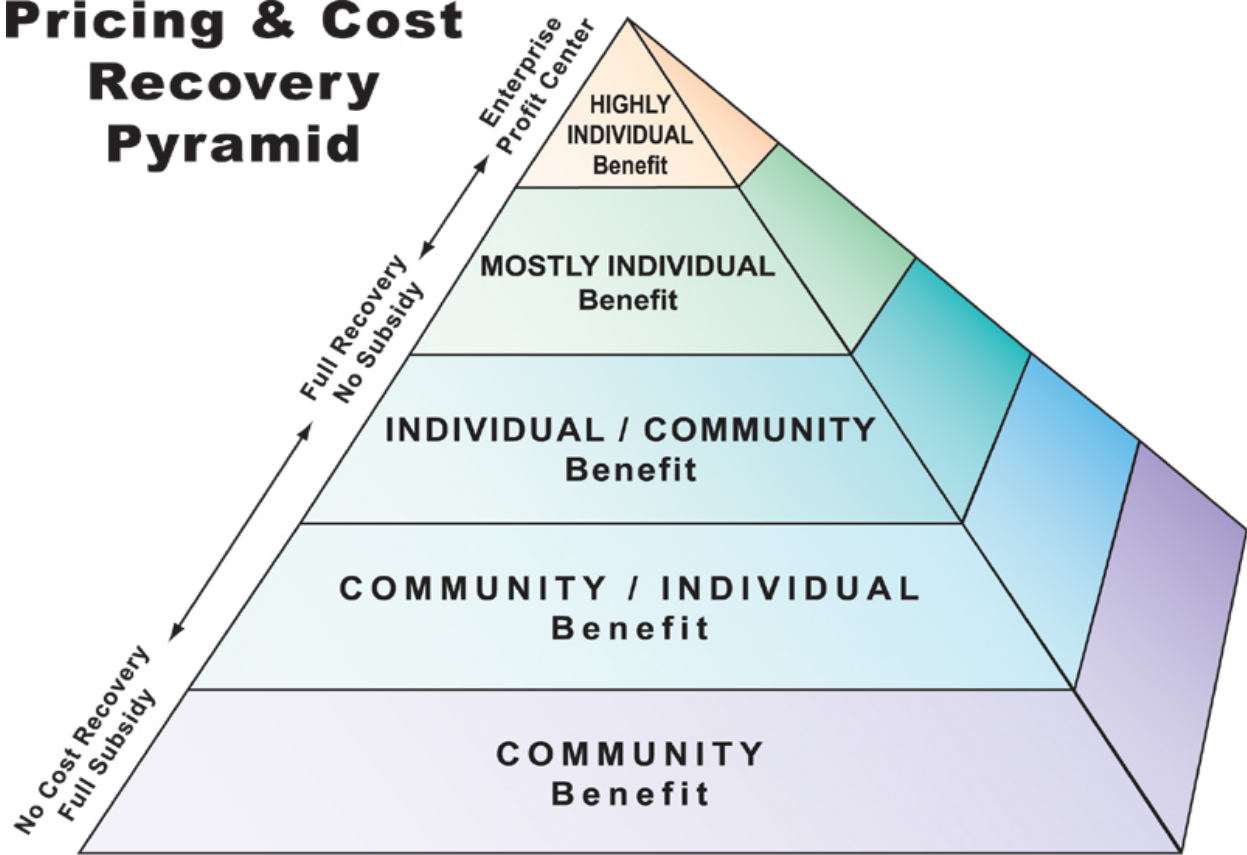 Pricing & Cost
Recovery
Pyramid
Enterprise
Profit Center
HIGHLY
INDIVIDUAL
Benefit
Full Recovery
No Subsidy
MOSTLY INDIVIDUAL
Benefit
INDIVIDUAL / COMMUNITY
Benefit
COMMUNITY / INDIVIDUAL
Benefit
No Cost Recovery
Full Subsidy
COMMUNITY
Benefit